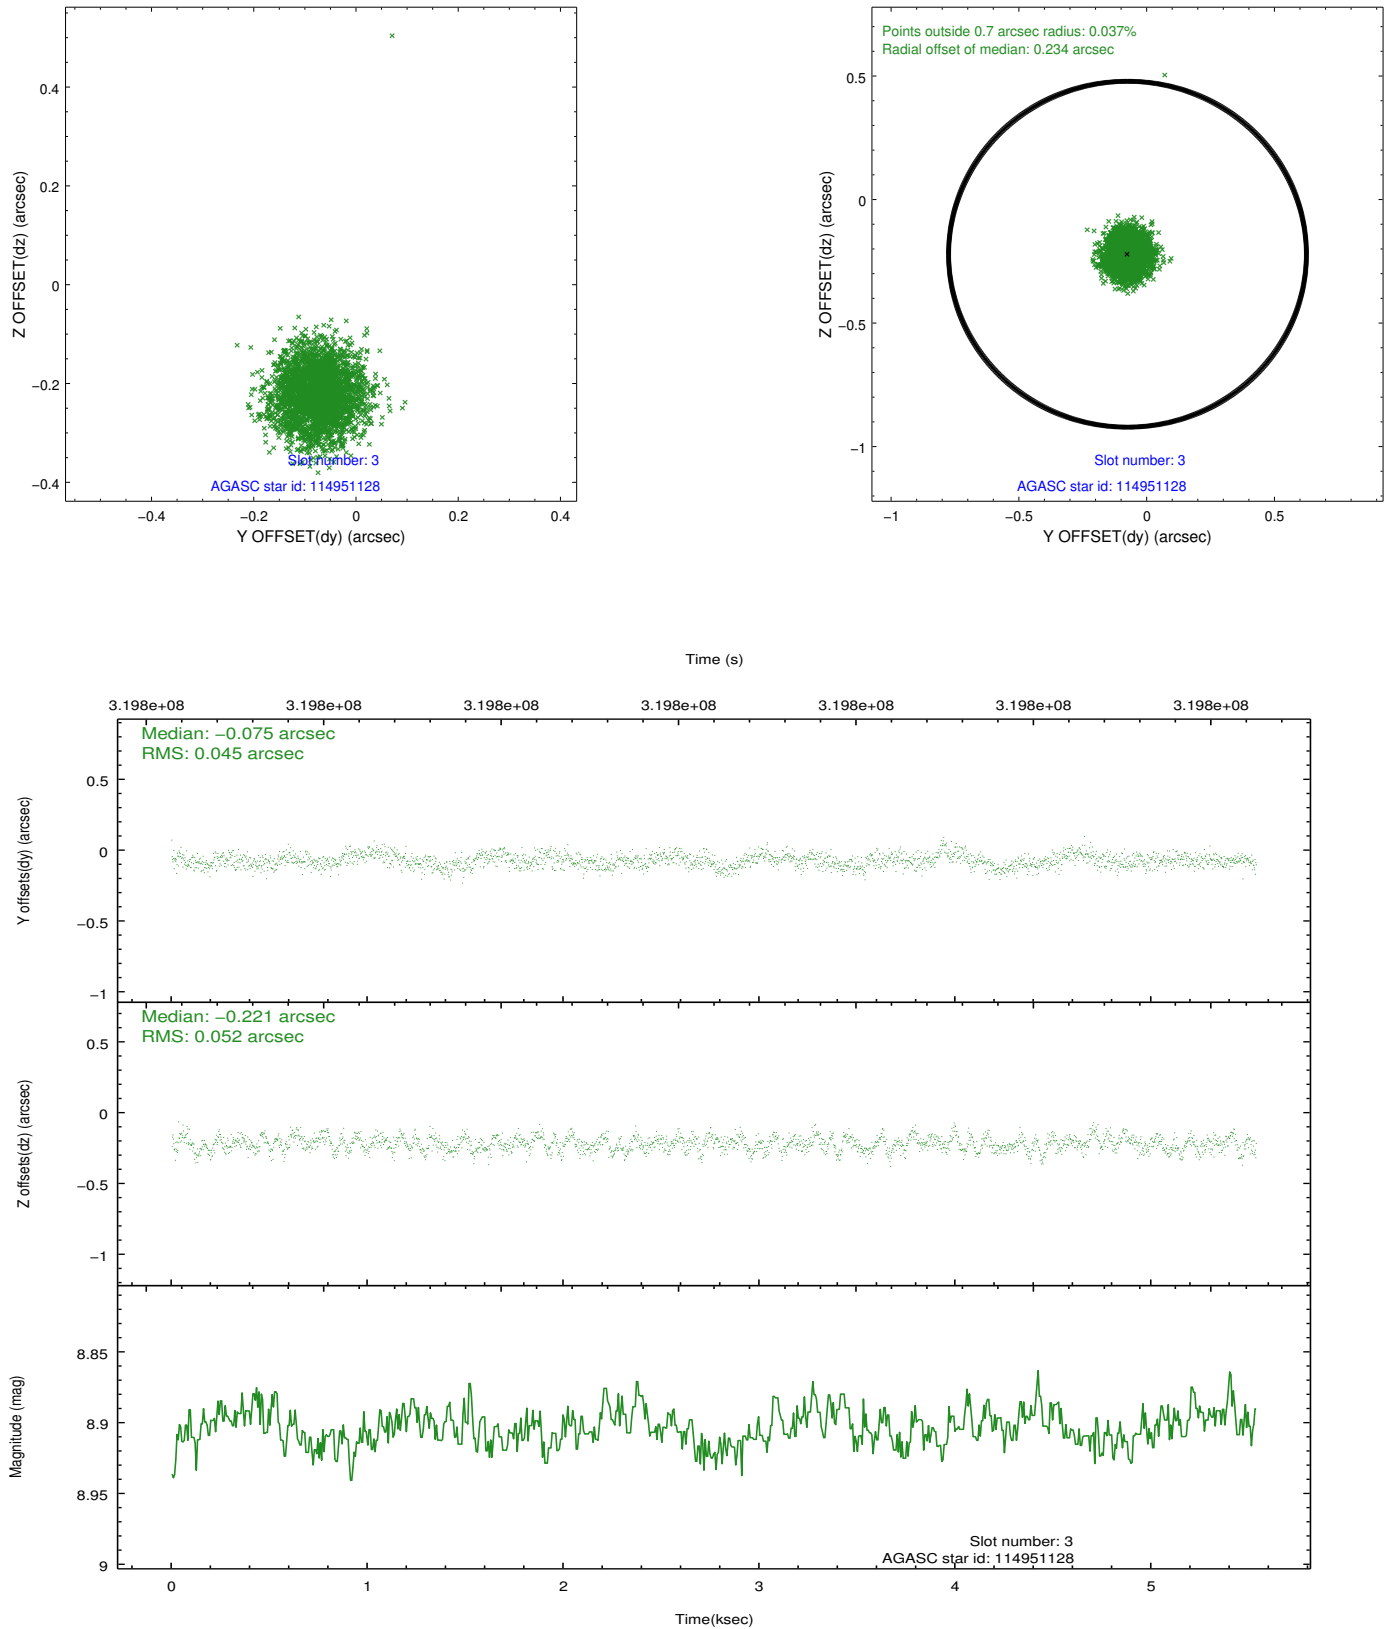 0.4
0.2
0
−0.2
−0.4
Z OFFSET(dz) (arcsec)
Slot number: 3
AGASC star id: 114951128
−0.4
−0.2
0
0.2
0.4
Y OFFSET(dy) (arcsec)
Points outside 0.7 arcsec radius: 0.037%
Radial offset of median: 0.234 arcsec
0.5
0
−0.5
−1
Z OFFSET(dz) (arcsec)
Slot number: 3
AGASC star id: 114951128
−1
−0.5
0
0.5
Y OFFSET(dy) (arcsec)
Time (s)
3.198e+08
3.198e+08
3.198e+08
3.198e+08
3.198e+08
3.198e+08
3.198e+08
Median: −0.075 arcsec
RMS: 0.045 arcsec
0.5
0
−0.5
−1
Y offsets(dy) (arcsec)
Median: −0.221 arcsec
RMS: 0.052 arcsec
0.5
0
−0.5
−1
Z offsets(dz) (arcsec)
8.85
8.9
8.95
9
Magnitude (mag)
Slot number: 3
AGASC star id: 114951128
0
1
2
3
4
5
Time(ksec)